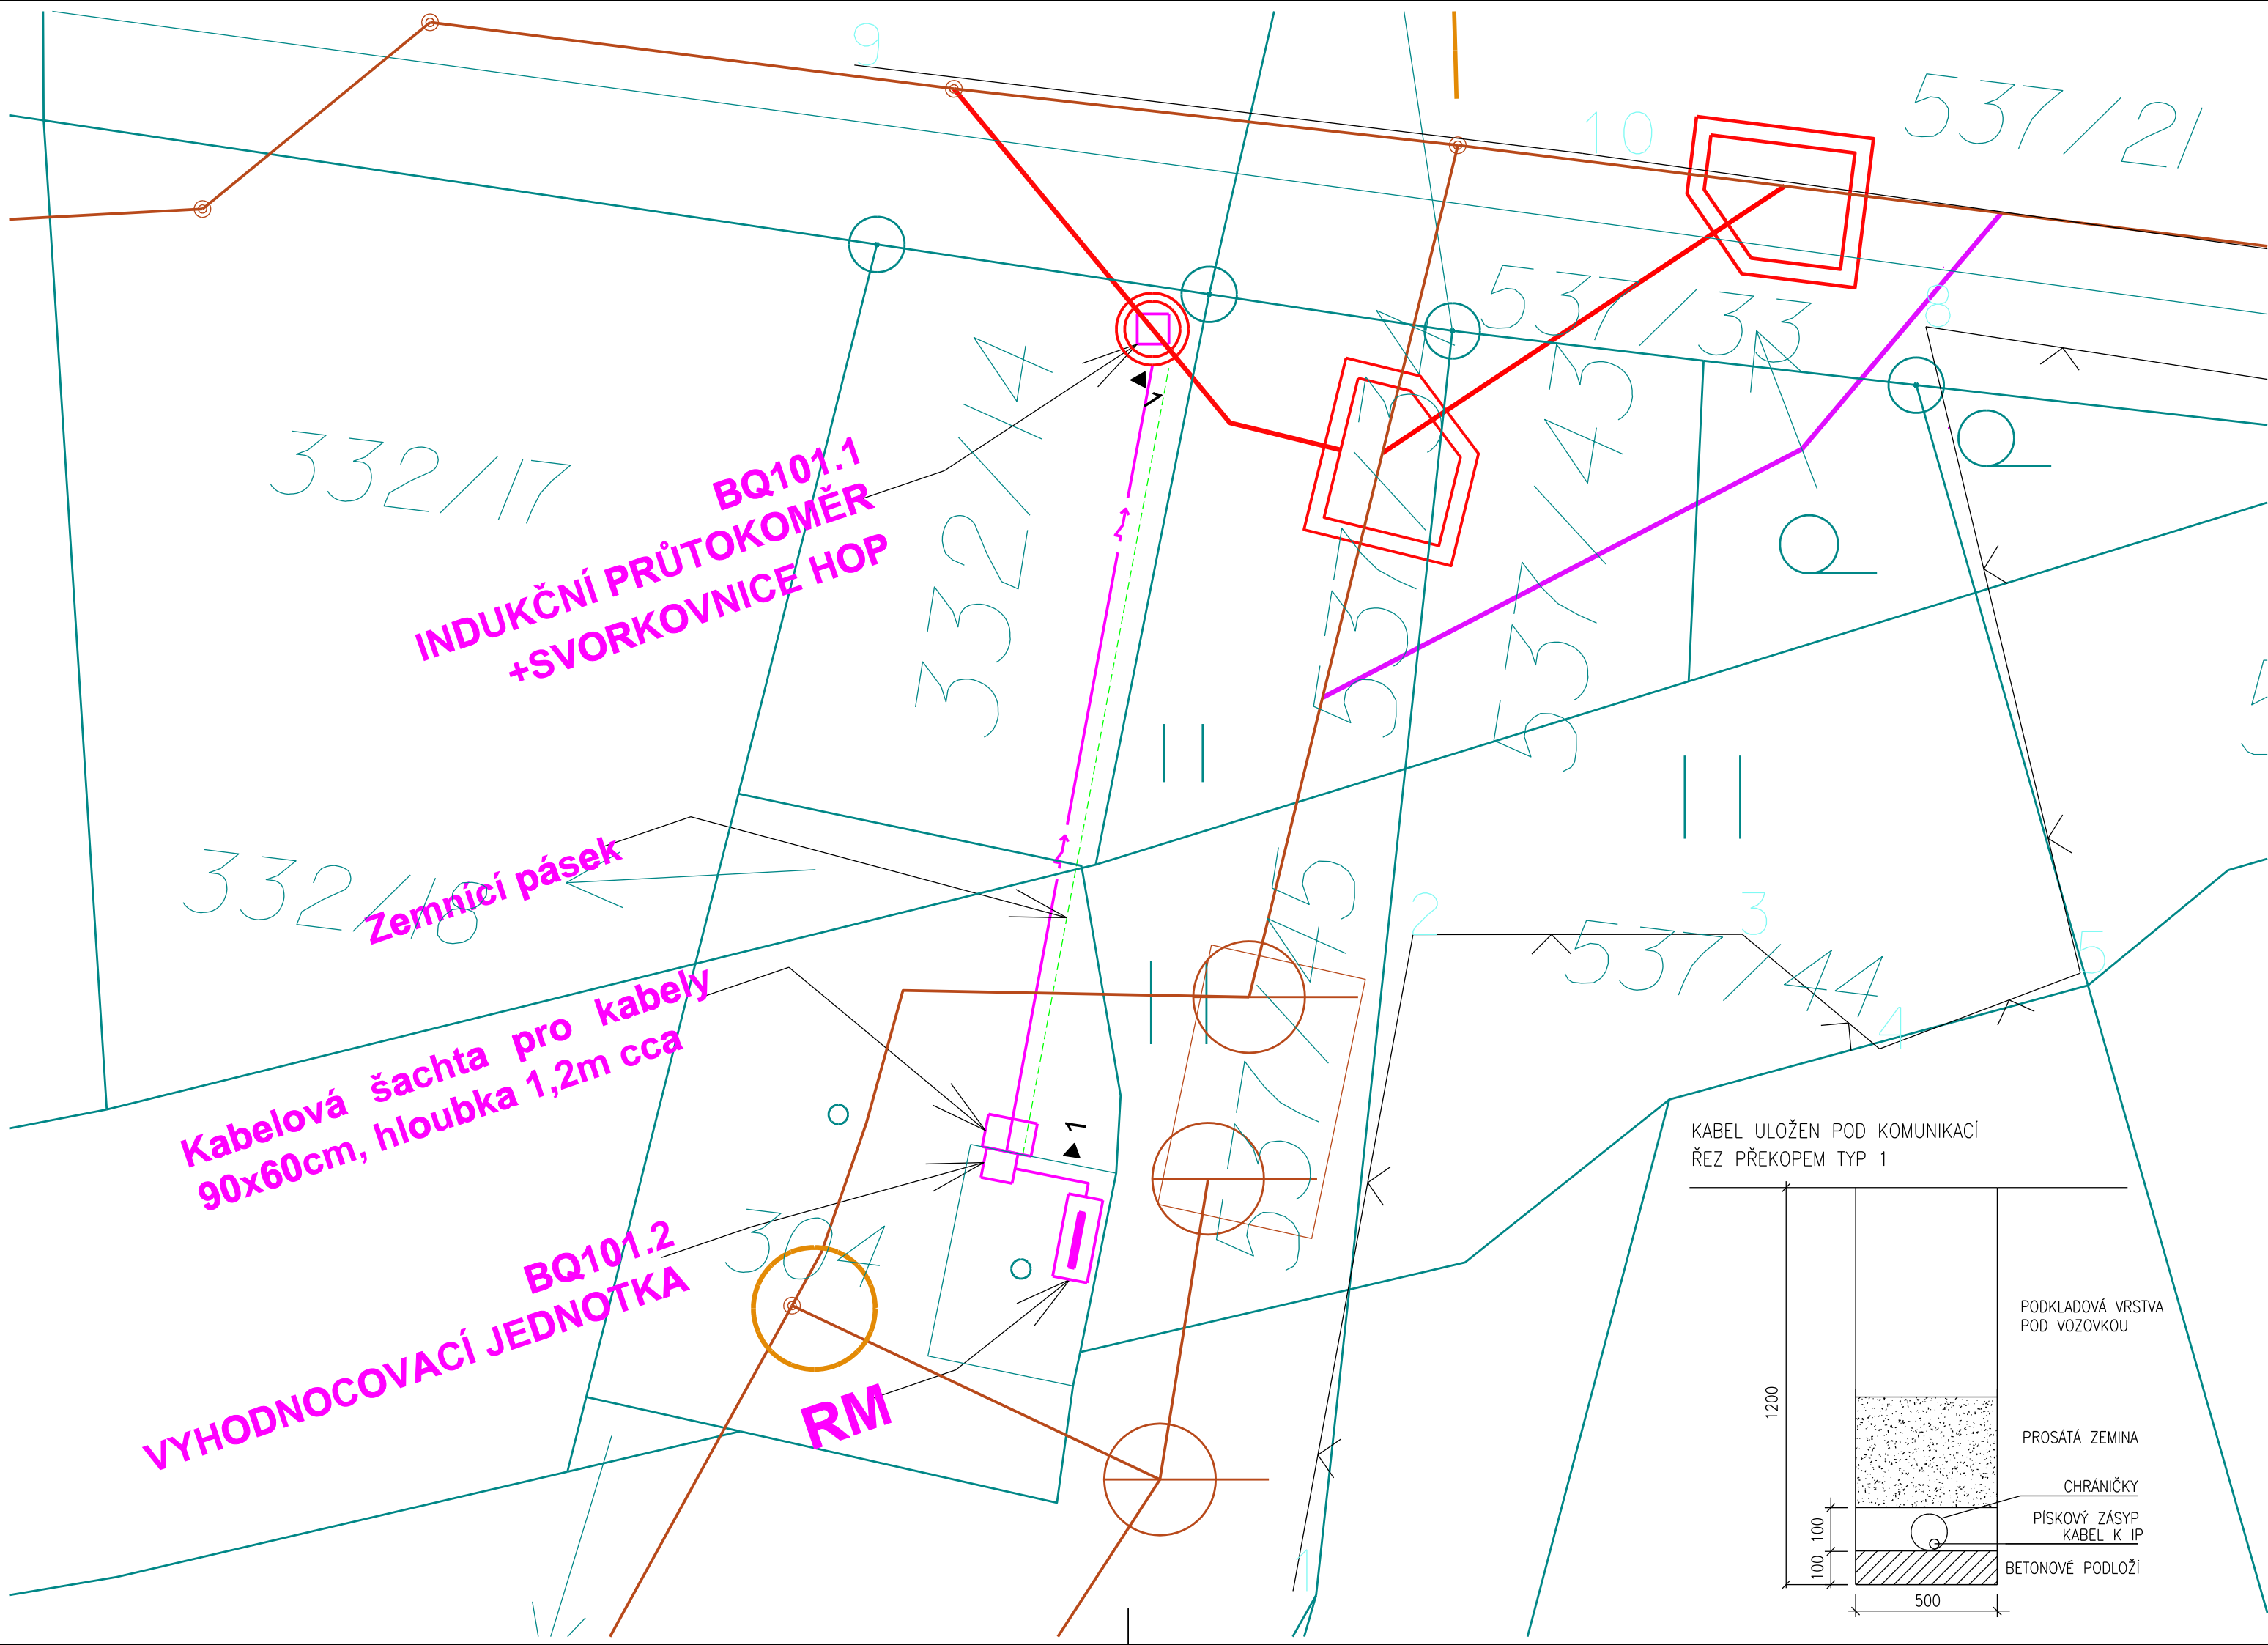 9
10
537/21
537/33
8
332/17
332/14
BQ101.1
INDUKČNÍ PRŮTOKOMĚR
+SVORKOVNICE HOP
1
332/18
Zemnící pásek
2
3
537/44
4
5
Kabelová šachta pro kabely
90x60cm, hloubka 1,2m cca
1
BQ101.2
VYHODNOCOVACÍ JEDNOTKA
304
RM
1
KABEL ULOŽEN POD KOMUNIKACÍ
ŘEZ PŘEKOPEM TYP 1
PODKLADOVÁ VRSTVA
POD VOZOVKOU
1200
PROSÁTÁ ZEMINA
CHRÁNIČKY
100
PÍSKOVÝ ZÁSYP
KABEL K IP
100
BETONOVÉ PODLOŽÍ
500